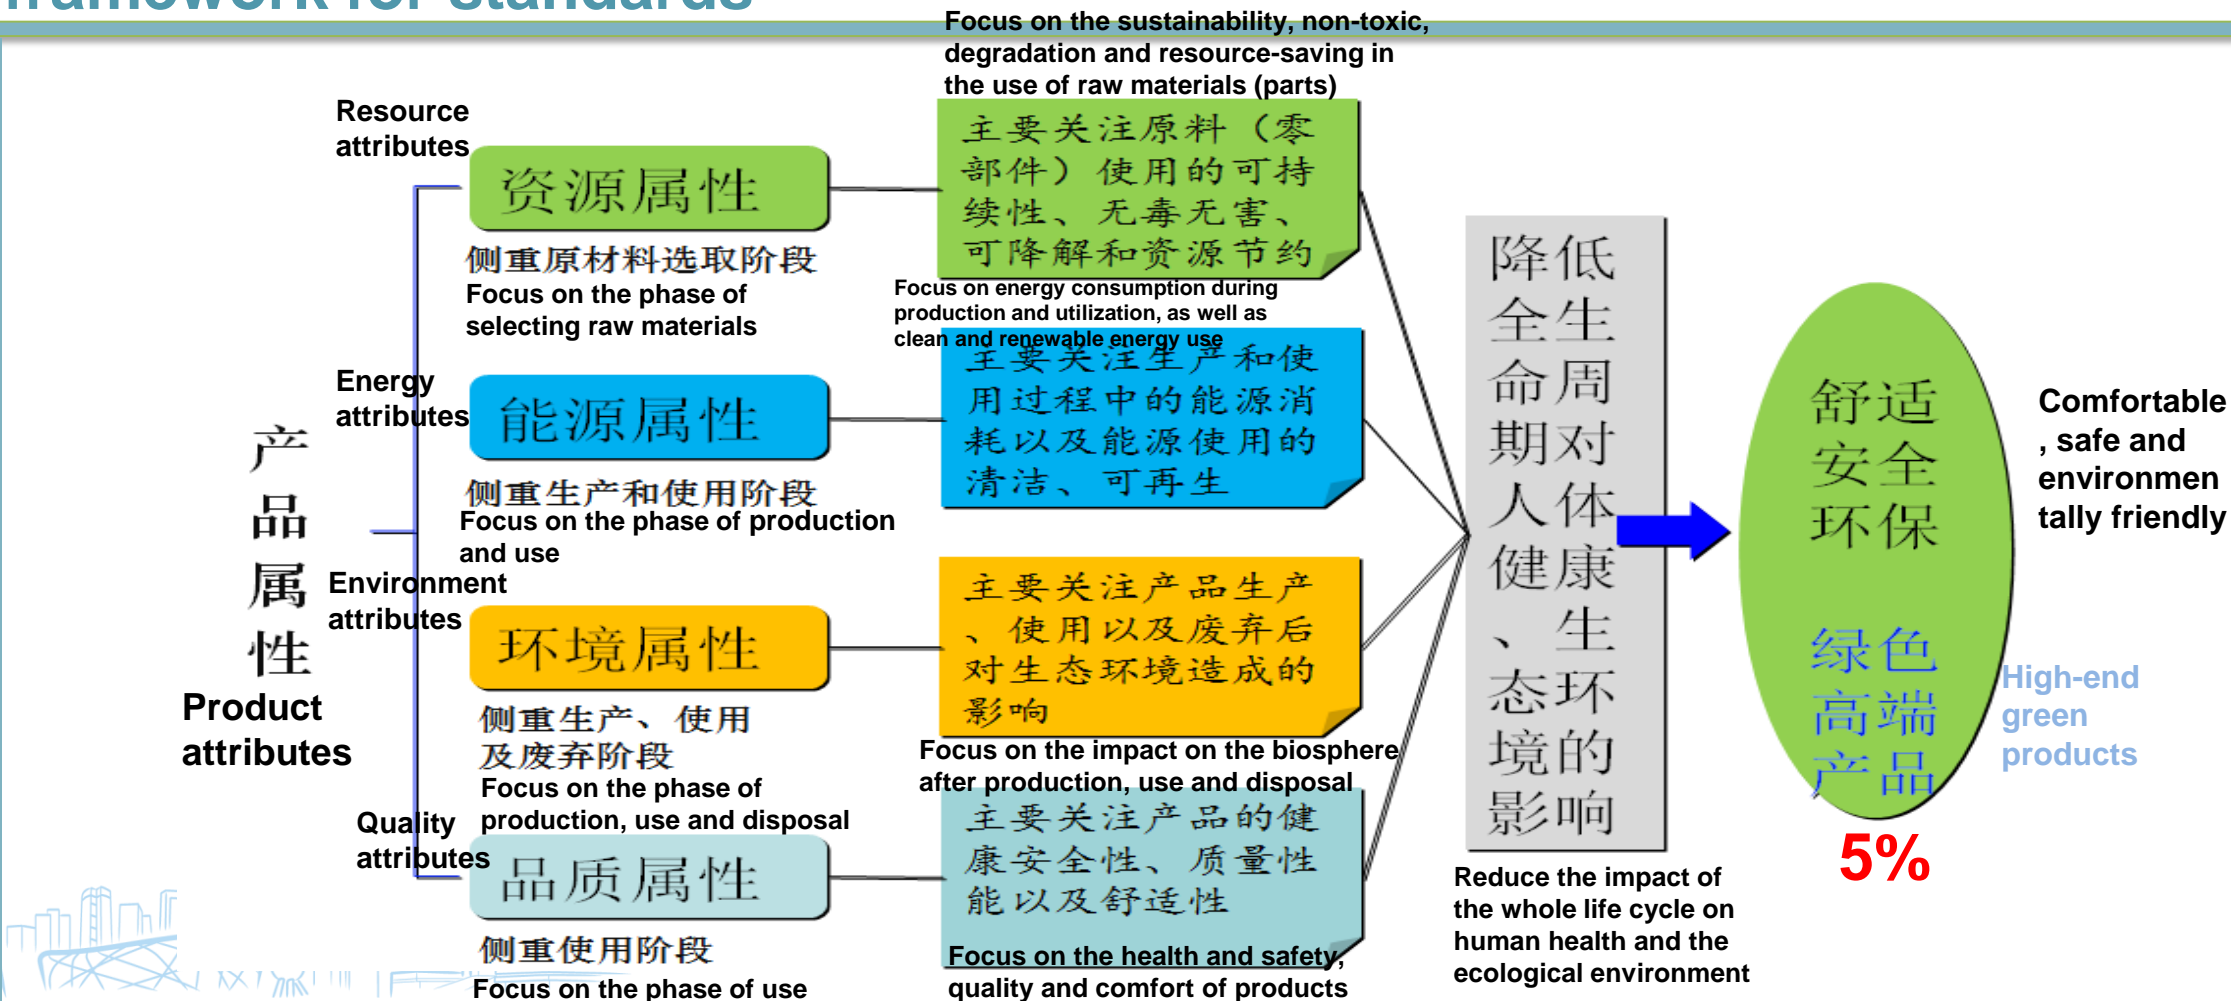 framework for standards
Focus on the sustainability, non-toxic,
degradation and resource-saving in
the use of raw materials (parts)
Resource
attributes
资源属性
侧重原材料选取阶段
Focus on the phase of
selecting raw materials
主要关注原料（零
部件）使用的可持
续性、无毒无害、
可降解和资源节约
Focus on energy consumption during
production and utilization, as well as
clean and renewable energy use
Energy
attributes
能源属性
侧重生产和使用阶段
Focus on the phase of production
and use
主要关注生产和使
用过程中的能源消
耗以及能源使用的
清洁、可再生
产品属性
Product
attributes
Environment
attributes
环境属性
侧重生产、使用
及废弃阶段
Focus on the phase of
production, use and disposal
主要关注产品生产
、使用以及废弃后
对生态环境造成的
影响
Focus on the impact on the biosphere
after production, use and disposal
Quality
attributes
品质属性
侧重使用阶段
Focus on the phase of use
主要关注产品的健
康安全性、质量性
能以及舒适性
Focus on the health and safety,
quality and comfort of products
降低
全生
命周
期对
人体
健康
、生
态环
境的
影响
Reduce the impact of
the whole life cycle on
human health and the
ecological environment
舒适
安全
环保
绿色
高端
产品
Comfortable
, safe and
environmen
tally friendly
High-end
green
products
5%